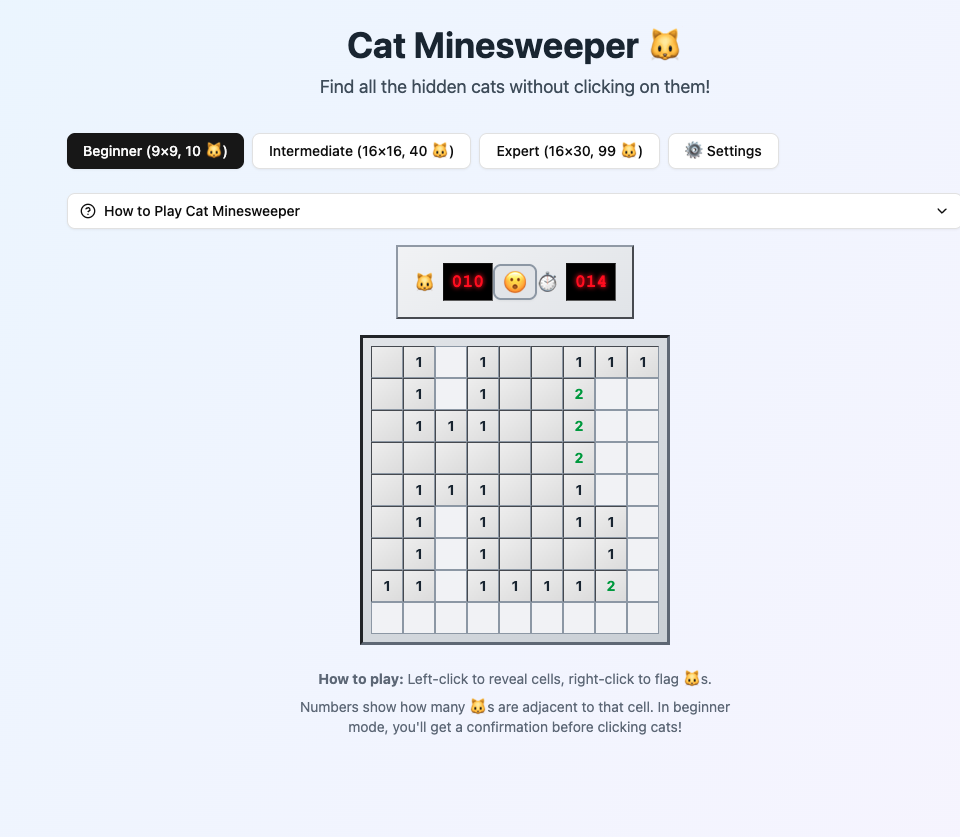 Cat Minesweeper 🐱
Find all the hidden cats without clicking on them!
Beginner (9×9, 10 🐱) Intermediate (16×16, 40 🐱) Expert (16×30, 99 🐱) ⚙️ Settings
How to Play Cat Minesweeper
🐱 010 😮 ⏱️ 014
1 1 1 1 1
1 1 2
1 1 1 2
2
1 1 1 1
1 1 1 1
1 1 1
1 1 1 1 1 1 2
How to play: Left-click to reveal cells, right-click to flag 🐱s.
Numbers show how many 🐱s are adjacent to that cell. In beginner
mode, you'll get a confirmation before clicking cats!